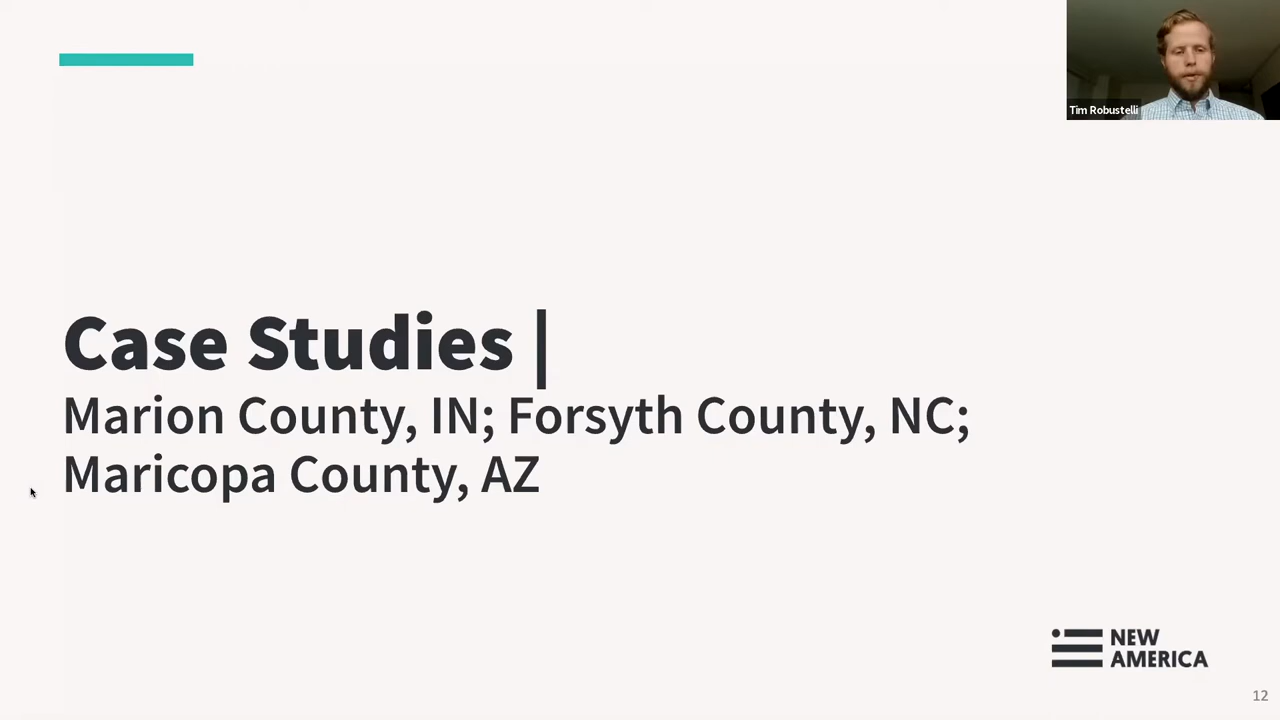 Tim Robustelli
Case Studies |
Marion County, IN; Forsyth County, NC;
Maricopa County, AZ
NEW
AMERICA
12